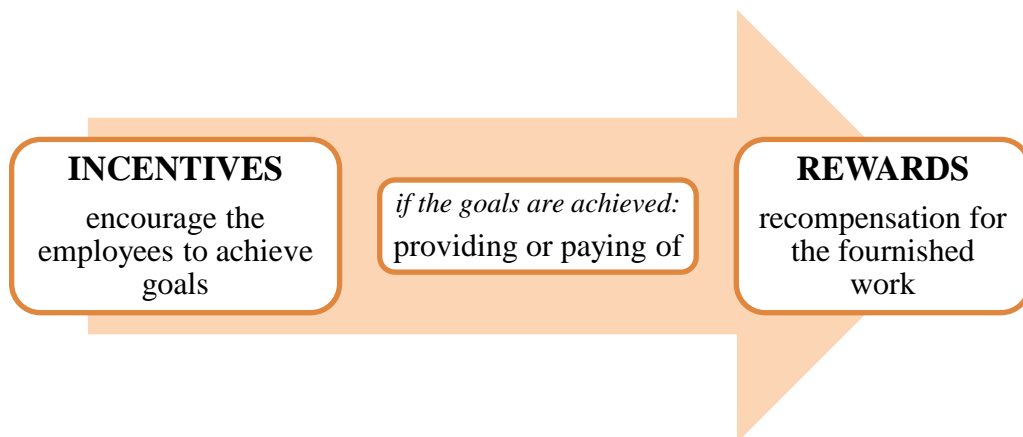 INCENTIVES
encourage the
employees to achieve
goals
if the goals are achieved:
providing or paying of
REWARDS
recompensation for
the fournished
work